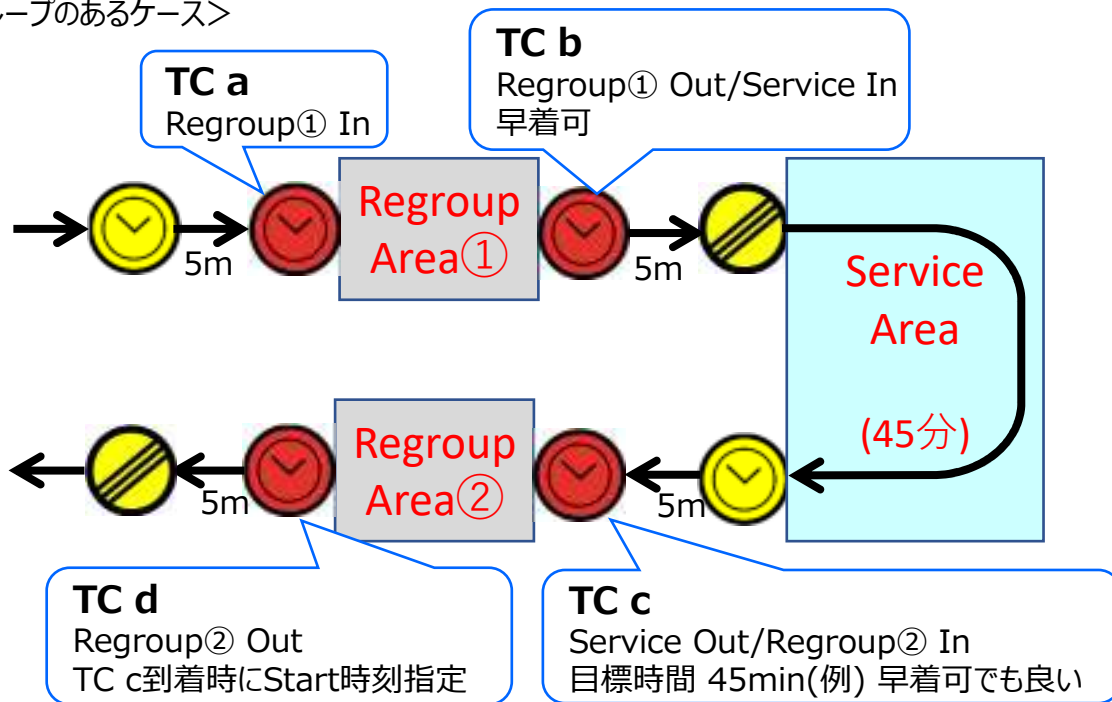 ループのあるケース＞
TC a
Regroup① In
TC b
Regroup① Out/Service In
早着可
5m
Regroup
Area①
5m
Service
Area
(45分)
5m
Regroup
Area②
5m
TC d
Regroup② Out
TC c到着時にStart時刻指定
TC c
Service Out/Regroup② In
目標時間 45min(例) 早着可でも良い